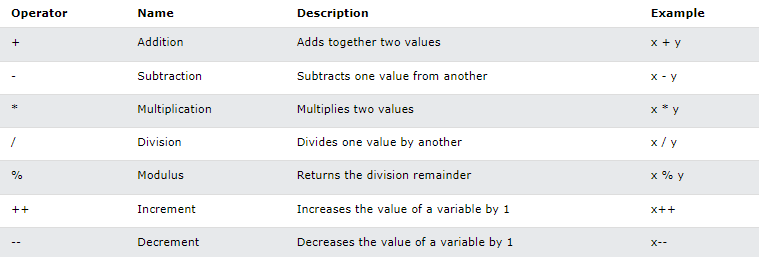 Operator Name Description Example
+ Addition Adds together two values x + y
- Subtraction Subtracts one value from another x - y
* Multiplication Multiplies two values x * y
/ Division Divides one value by another x / y
% Modulus Returns the division remainder x % y
++ Increment Increases the value of a variable by 1 x++
-- Decrement Decreases the value of a variable by 1 x--